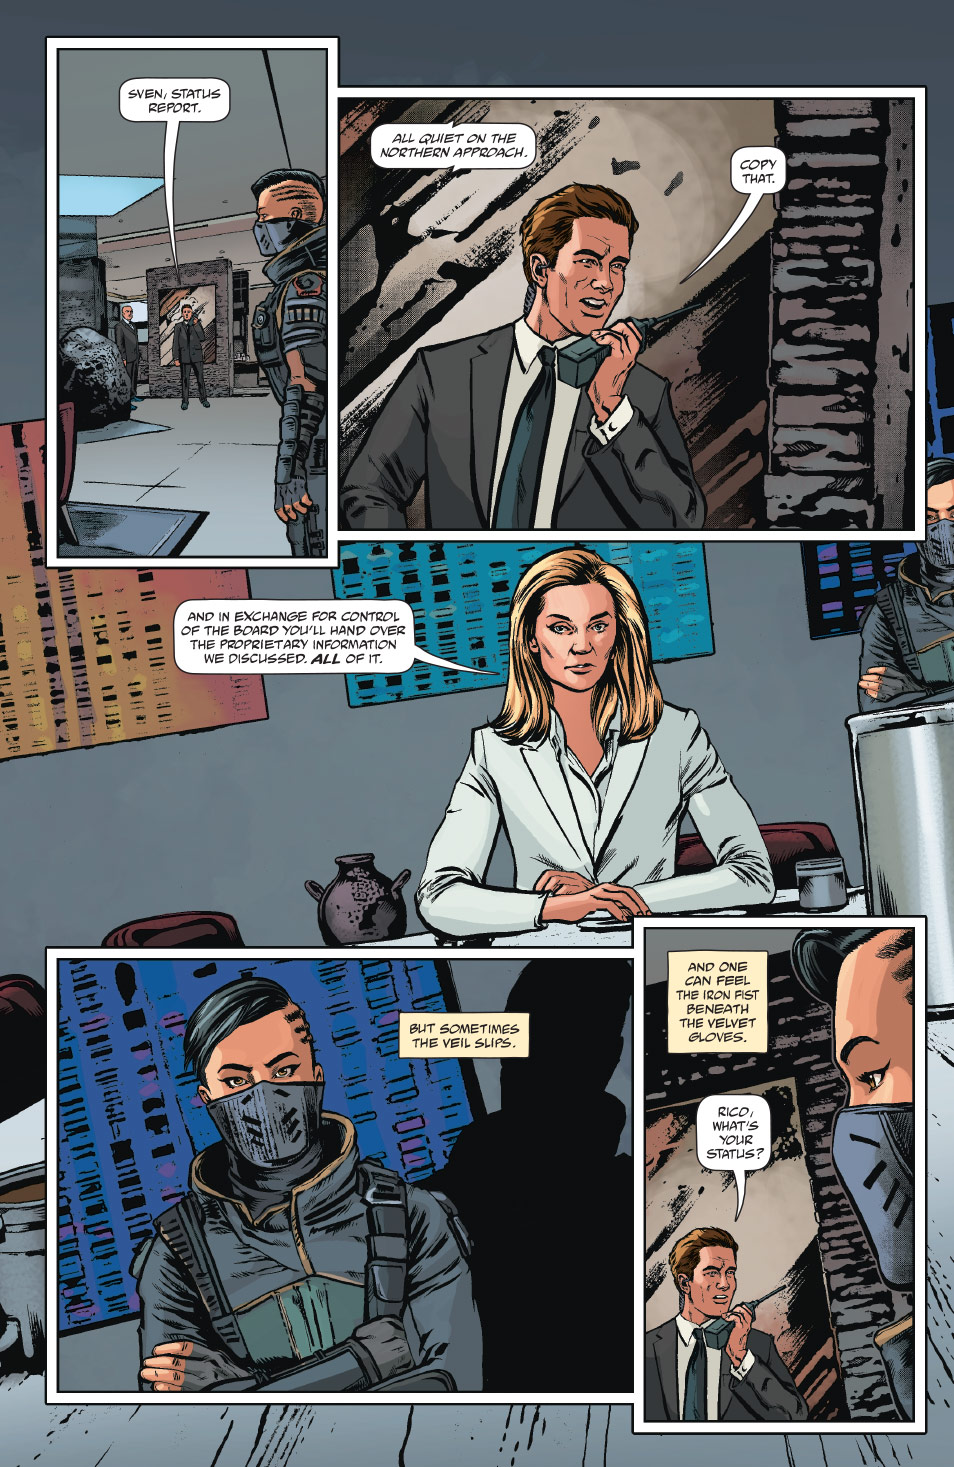 SVEN, STATUS
REPORT.
ALL QUIET ON THE
NORTHERN APPROACH.
COPY
THAT.
AND IN EXCHANGE FOR CONTROL
OF THE BOARD YOU'LL HAND OVER
THE PROPRIETARY INFORMATION
WE DISCUSSED. ALL OF IT.
BUT SOMETIMES
THE VEIL SLIPS.
AND ONE
CAN FEEL
THE IRON FIST
BENEATH
THE VELVET
GLOVES.
RICO,
WHAT'S
YOUR
STATUS?